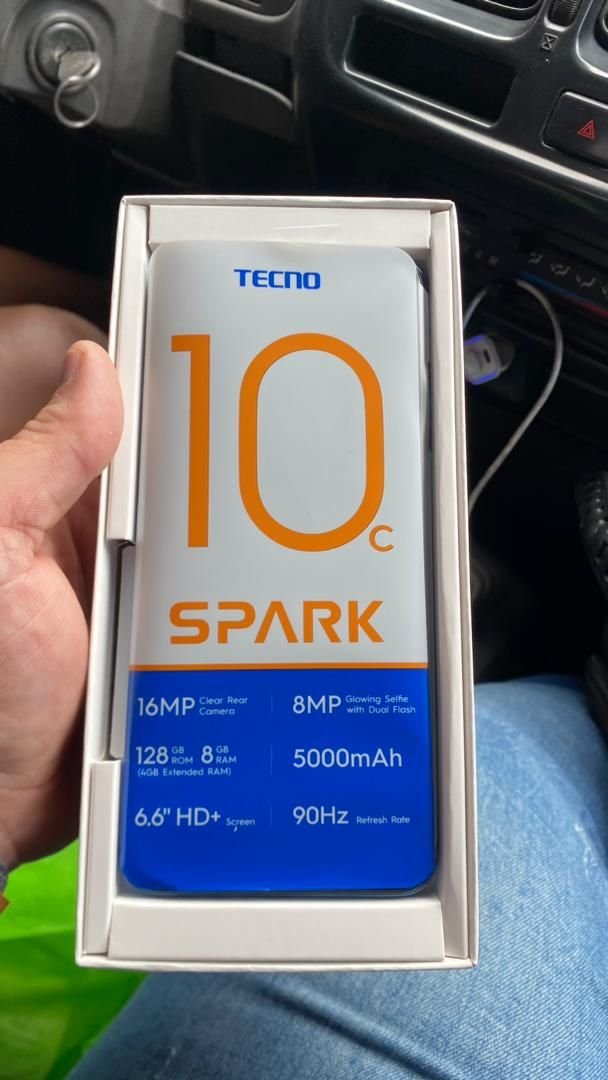 TECNO
10c
SPARK
16MP Clear Rear Camera
8MP Glowing Selfie with Dual Flash
128 GB ROM 8 GB RAM
(4GB Extended RAM)
5000mAh
6.6" HD+ Screen
90Hz Refresh Rate